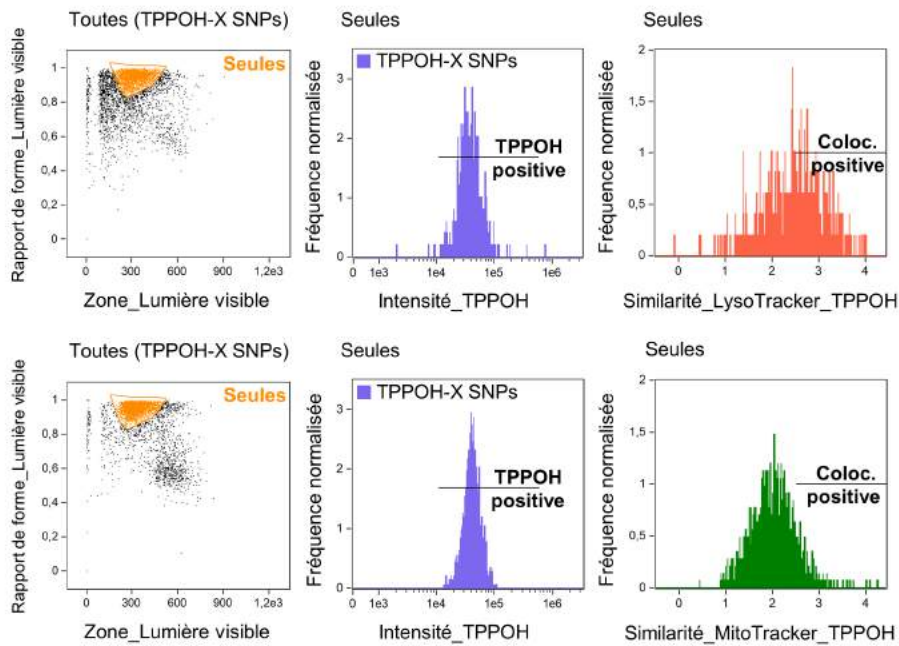 Toutes (TPPOH-X SNPs)
Seules
Rapport de forme_Lumière visible
1
0,8
0,6
0,4
0,2
0
0 300 600 900 1,2e3
Zone_Lumière visible
Seules
TPPOH-X SNPs
TPPOH
positive
Fréquence normalisée
3
2
1
0
0 1e3 1e4 1e5 1e6
Intensité_TPPOH
Seules
Coloc.
positive
Fréquence normalisée
2
1,5
1
0,5
0
0 1 2 3 4
Similarité_LysoTracker_TPPOH
Toutes (TPPOH-X SNPs)
Seules
Rapport de forme_Lumière visible
1
0,8
0,6
0,4
0,2
0
0 300 600 900 1,2e3
Zone_Lumière visible
Seules
TPPOH-X SNPs
TPPOH
positive
Fréquence normalisée
3
2
1
0
0 1e3 1e4 1e5 1e6
Intensité_TPPOH
Seules
Coloc.
positive
Fréquence normalisée
2
1,5
1
0,5
0
0 1 2 3 4
Similarité_MitoTracker_TPPOH